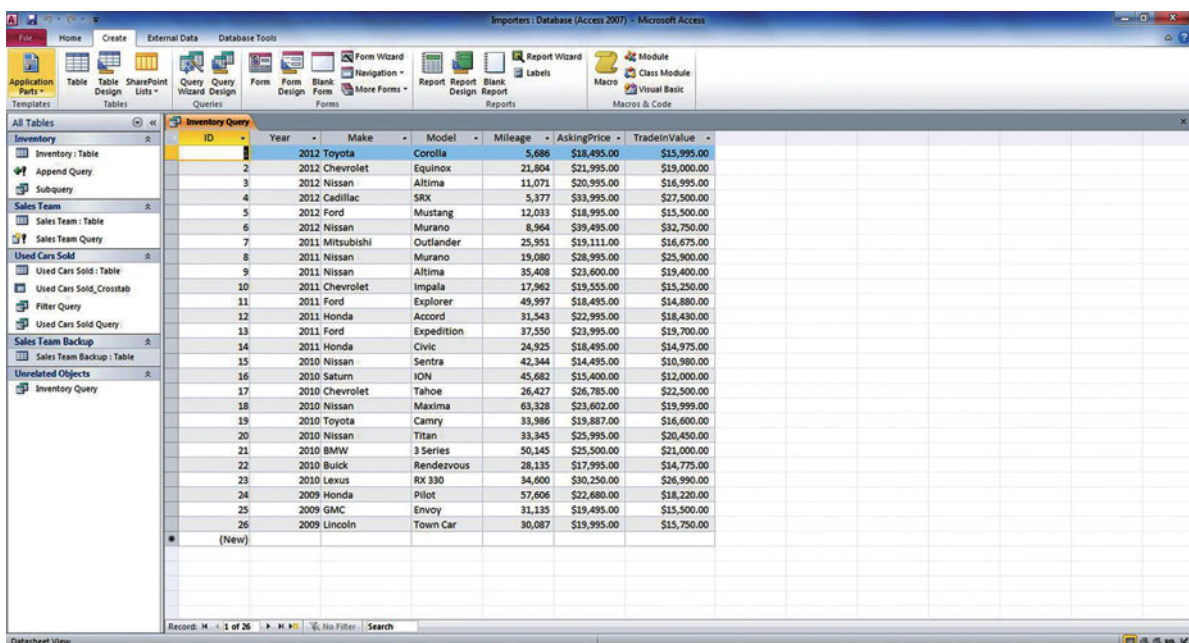 Importers : Database (Access 2007) - Microsoft Access
File Home Create External Data Database Tools
Application Parts Table Table Design SharePoint Lists Query Wizard Query Design Form Form Design Blank Form Form Wizard Navigation More Forms Report Report Design Blank Report Report Wizard Labels Macro Module Class Module Visual Basic
Templates Tables Queries Forms Reports Macros & Code
All Tables
Inventory
Inventory : Table
Append Query
Subquery
Sales Team
Sales Team : Table
Sales Team Query
Used Cars Sold
Used Cars Sold : Table
Used Cars Sold_Crosstab
Filter Query
Used Cars Sold Query
Sales Team Backup
Sales Team Backup : Table
Unrelated Objects
Inventory Query
Inventory Query
ID Year Make Model Mileage AskingPrice TradeInValue
1 2012 Toyota Corolla 5,686 $18,495.00 $15,995.00
2 2012 Chevrolet Equinox 21,804 $21,995.00 $19,000.00
3 2012 Nissan Altima 11,071 $20,995.00 $16,995.00
4 2012 Cadillac SRX 5,377 $33,995.00 $27,500.00
5 2012 Ford Mustang 12,033 $18,995.00 $15,500.00
6 2012 Nissan Murano 8,964 $39,495.00 $32,750.00
7 2011 Mitsubishi Outlander 25,951 $19,111.00 $16,675.00
8 2011 Nissan Murano 19,080 $28,995.00 $25,900.00
9 2011 Nissan Altima 35,408 $23,600.00 $19,400.00
10 2011 Chevrolet Impala 17,962 $19,555.00 $15,250.00
11 2011 Ford Explorer 49,997 $18,495.00 $14,880.00
12 2011 Honda Accord 31,543 $22,995.00 $18,430.00
13 2011 Ford Expedition 37,550 $23,995.00 $19,700.00
14 2011 Honda Civic 24,925 $18,495.00 $14,975.00
15 2010 Nissan Sentra 42,344 $14,495.00 $10,980.00
16 2010 Saturn ION 45,682 $15,400.00 $12,000.00
17 2010 Chevrolet Tahoe 26,427 $26,785.00 $22,500.00
18 2010 Nissan Maxima 63,328 $23,602.00 $19,999.00
19 2010 Toyota Camry 33,986 $19,887.00 $16,600.00
20 2010 Nissan Titan 33,345 $25,995.00 $20,450.00
21 2010 BMW 3 Series 50,145 $25,500.00 $21,000.00
22 2010 Buick Rendezvous 28,135 $17,995.00 $14,775.00
23 2010 Lexus RX 330 34,600 $30,250.00 $26,990.00
24 2009 Honda Pilot 57,606 $22,680.00 $18,220.00
25 2009 GMC Envoy 31,135 $19,495.00 $15,500.00
26 2009 Lincoln Town Car 30,087 $19,995.00 $15,750.00
(New)
Record: 1 of 26 No Filter Search
Datasheet View